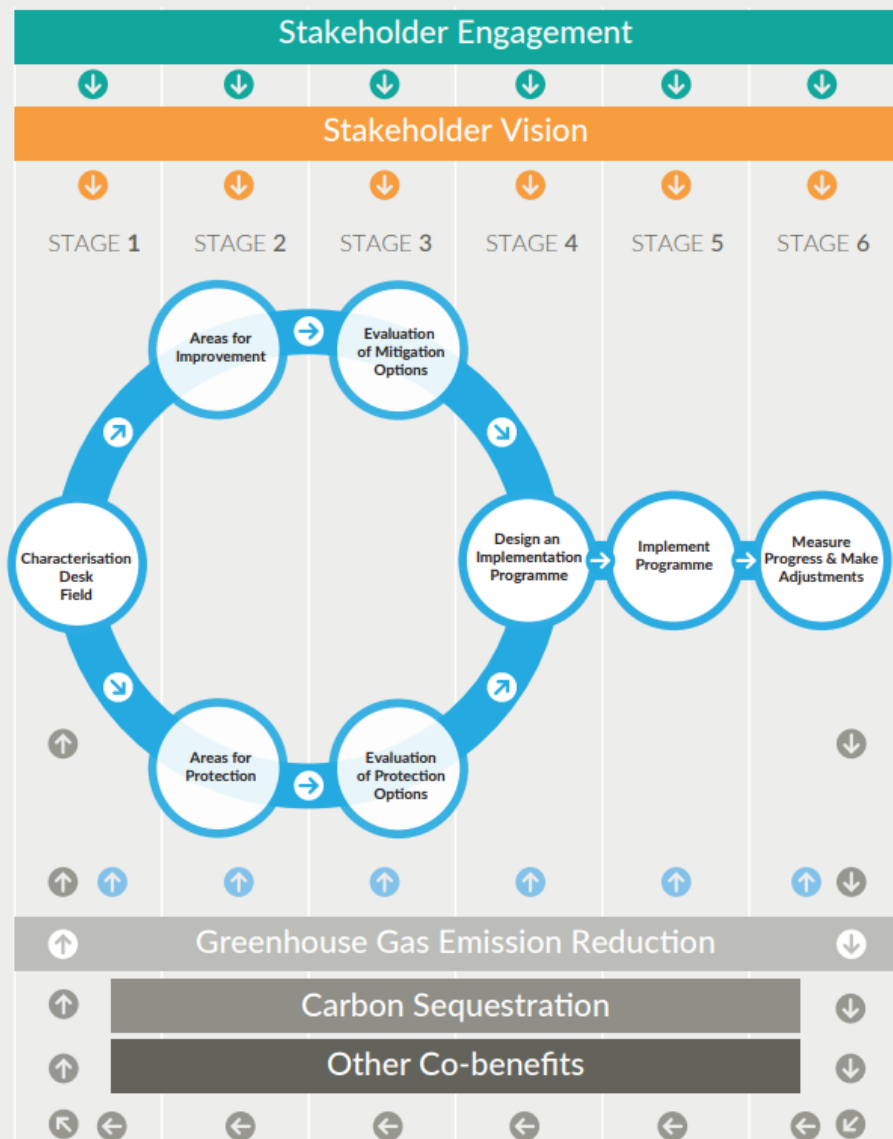 Stakeholder Engagement
Stakeholder Vision
STAGE 1
STAGE 2
STAGE 3
STAGE 4
STAGE 5
STAGE 6
Areas for
Improvement
Evaluation
of Mitigation
Options
Characterisation
Desk
Field
Design an
Implementation
Programme
Implement
Programme
Measure
Progress & Make
Adjustments
Areas for
Protection
Evaluation
of Protection
Options
Greenhouse Gas Emission Reduction
Carbon Sequestration
Other Co-benefits